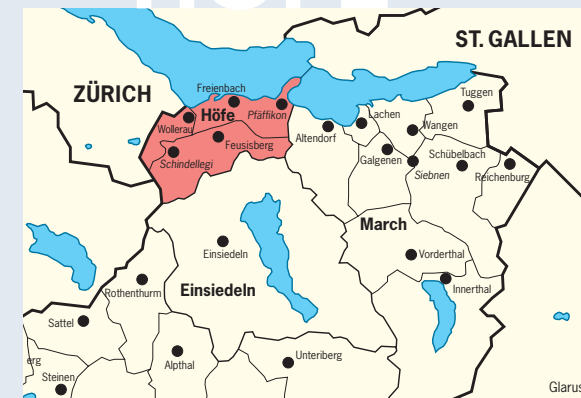 ST. GALLEN
ZÜRICH
Freienbach
Tuggen
Höfe
Pfäffikon
Lachen
Wollerau
Wangen
Altendorf
Feusisberg
Galgenen
Schübelbach
Schindellegi
Siebnen
Reichenburg
March
Einsiedeln
Vorderthal
Einsiedeln
Innerthal
Rothenthurm
Sattel
Unteriberg
erg
Alpthal
Steinen
Glarus